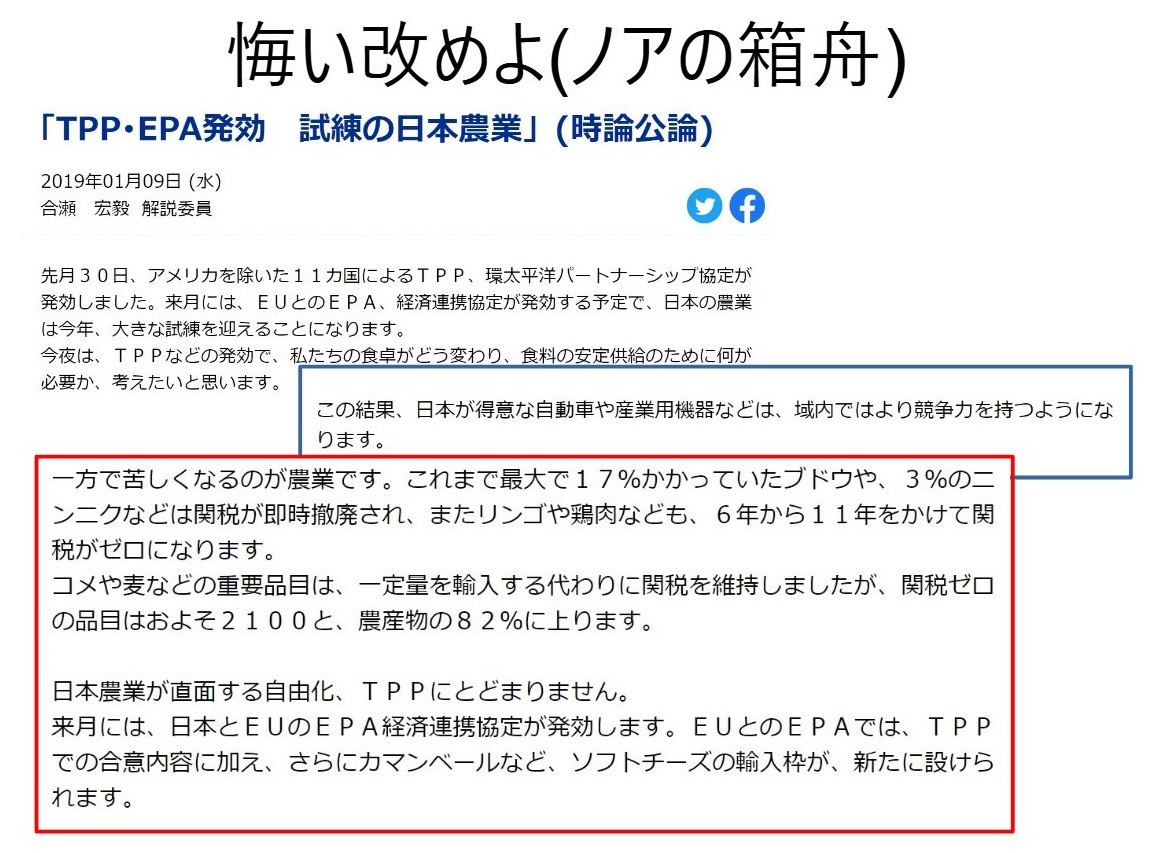 悔い改めよ(ノアの箱舟)
「TPP・EPA発効　試練の日本農業」(時論公論)
2019年01月09日 (水)
合瀬　宏毅 解説委員
先月３０日、アメリカを除いた１１カ国によるＴＰＰ、環太平洋パートナーシップ協定が
発効しました。来月には、ＥＵとのＥＰＡ、経済連携協定が発効する予定で、日本の農業
は今年、大きな試練を迎えることになります。
今夜は、ＴＰＰなどの発効で、私たちの食卓がどう変わり、食料の安定供給のために何が
必要か、考えたいと思います。
この結果、日本が得意な自動車や産業用機器などは、域内ではより競争力を持つようにな
ります。
一方で苦しくなるのが農業です。これまで最大で１７％かかっていたブドウや、３％のニ
ンニクなどは関税が即時撤廃され、またリンゴや鶏肉なども、６年から１１年をかけて関
税がゼロになります。
コメや麦などの重要品目は、一定量を輸入する代わりに関税を維持しましたが、関税ゼロ
の品目はおよそ２１００と、農産物の８２％に上ります。
日本農業が直面する自由化、ＴＰＰにとどまりません。
来月には、日本とＥＵのＥＰＡ経済連携協定が発効します。ＥＵとのＥＰＡでは、ＴＰＰ
での合意内容に加え、さらにカマンベールなど、ソフトチーズの輸入枠が、新たに設けら
れます。